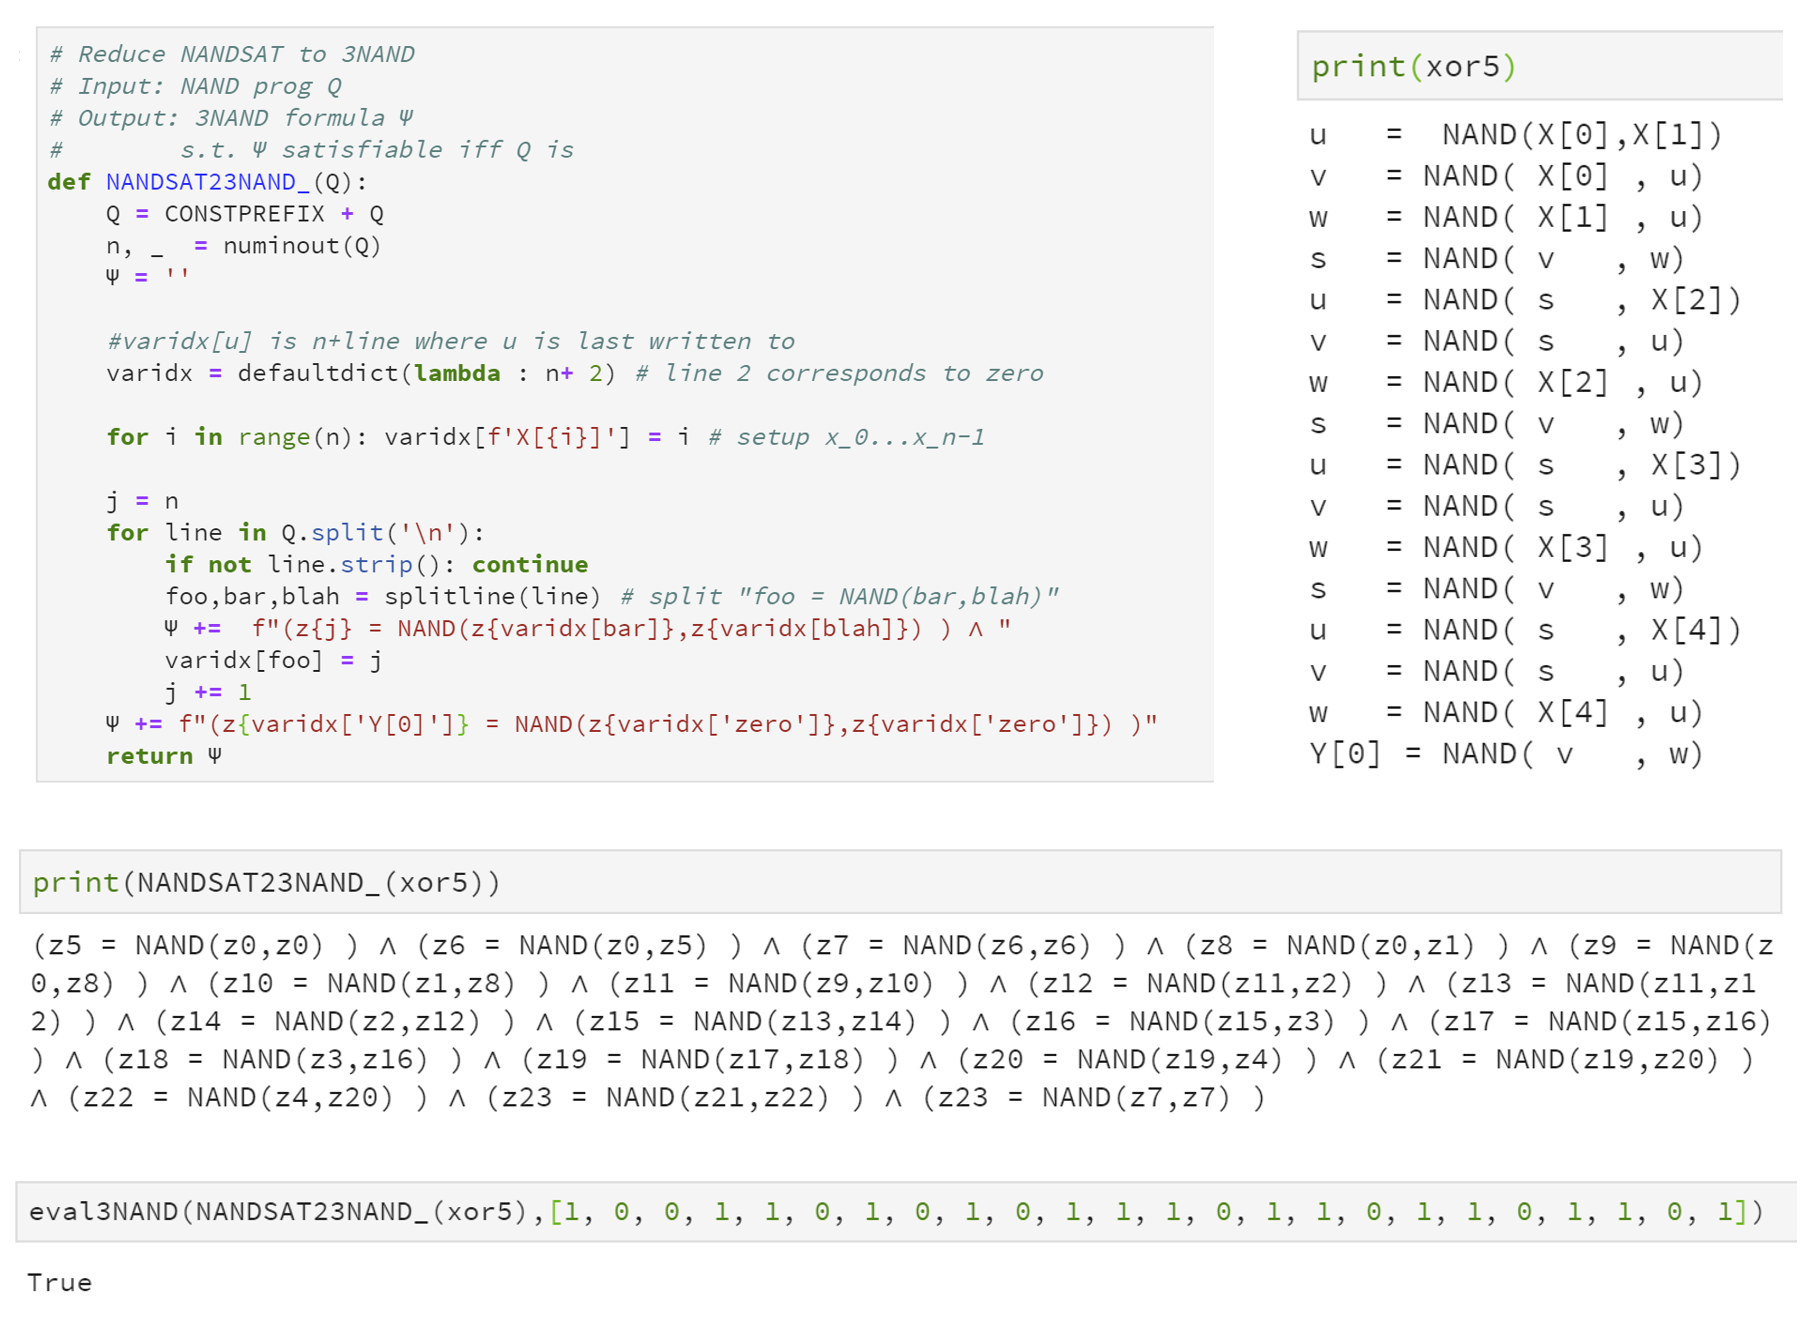 # Reduce NANDSAT to 3NAND
# Input: NAND prog Q
# Output: 3NAND formula Ψ
#        s.t. Ψ satisfiable iff Q is
def NANDSAT23NAND_(Q):
    Q = CONSTPREFIX + Q
    n, _  = numinout(Q)
    Ψ = ''
    #varidx[u] is n+line where u is last written to
    varidx = defaultdict(lambda : n+ 2) # line 2 corresponds to zero
    for i in range(n): varidx[f'X[{i}]'] = i # setup x_0...x_n-1
    j = n
    for line in Q.split('\n'):
        if not line.strip(): continue
        foo,bar,blah = splitline(line) # split "foo = NAND(bar,blah)"
        Ψ +=  f"(z{j} = NAND(z{varidx[bar]},z{varidx[blah]}) ) ∧ "
        varidx[foo] = j
        j += 1
    Ψ += f"(z{varidx['Y[0]']} = NAND(z{varidx['zero']},z{varidx['zero']}) )"
    return Ψ
print(xor5)
u   =  NAND(X[0],X[1])
v   = NAND( X[0] , u)
w   = NAND( X[1] , u)
s   = NAND( v   , w)
u   = NAND( s   , X[2])
v   = NAND( s   , u)
w   = NAND( X[2] , u)
s   = NAND( v   , w)
u   = NAND( s   , X[3])
v   = NAND( s   , u)
w   = NAND( X[3] , u)
s   = NAND( v   , w)
u   = NAND( s   , X[4])
v   = NAND( s   , u)
w   = NAND( X[4] , u)
Y[0] = NAND( v   , w)
print(NANDSAT23NAND_(xor5))
(z5 = NAND(z0,z0) ) ∧ (z6 = NAND(z0,z5) ) ∧ (z7 = NAND(z6,z6) ) ∧ (z8 = NAND(z0,z1) ) ∧ (z9 = NAND(z
0,z8) ) ∧ (z10 = NAND(z1,z8) ) ∧ (z11 = NAND(z9,z10) ) ∧ (z12 = NAND(z11,z2) ) ∧ (z13 = NAND(z11,z1
2) ) ∧ (z14 = NAND(z2,z12) ) ∧ (z15 = NAND(z13,z14) ) ∧ (z16 = NAND(z15,z3) ) ∧ (z17 = NAND(z15,z16)
) ∧ (z18 = NAND(z3,z16) ) ∧ (z19 = NAND(z17,z18) ) ∧ (z20 = NAND(z19,z4) ) ∧ (z21 = NAND(z19,z20) )
∧ (z22 = NAND(z4,z20) ) ∧ (z23 = NAND(z21,z22) ) ∧ (z23 = NAND(z7,z7) )
eval3NAND(NANDSAT23NAND_(xor5),[1, 0, 0, 1, 1, 0, 1, 0, 1, 0, 1, 1, 1, 0, 1, 1, 0, 1, 1, 0, 1, 1, 0, 1])
True